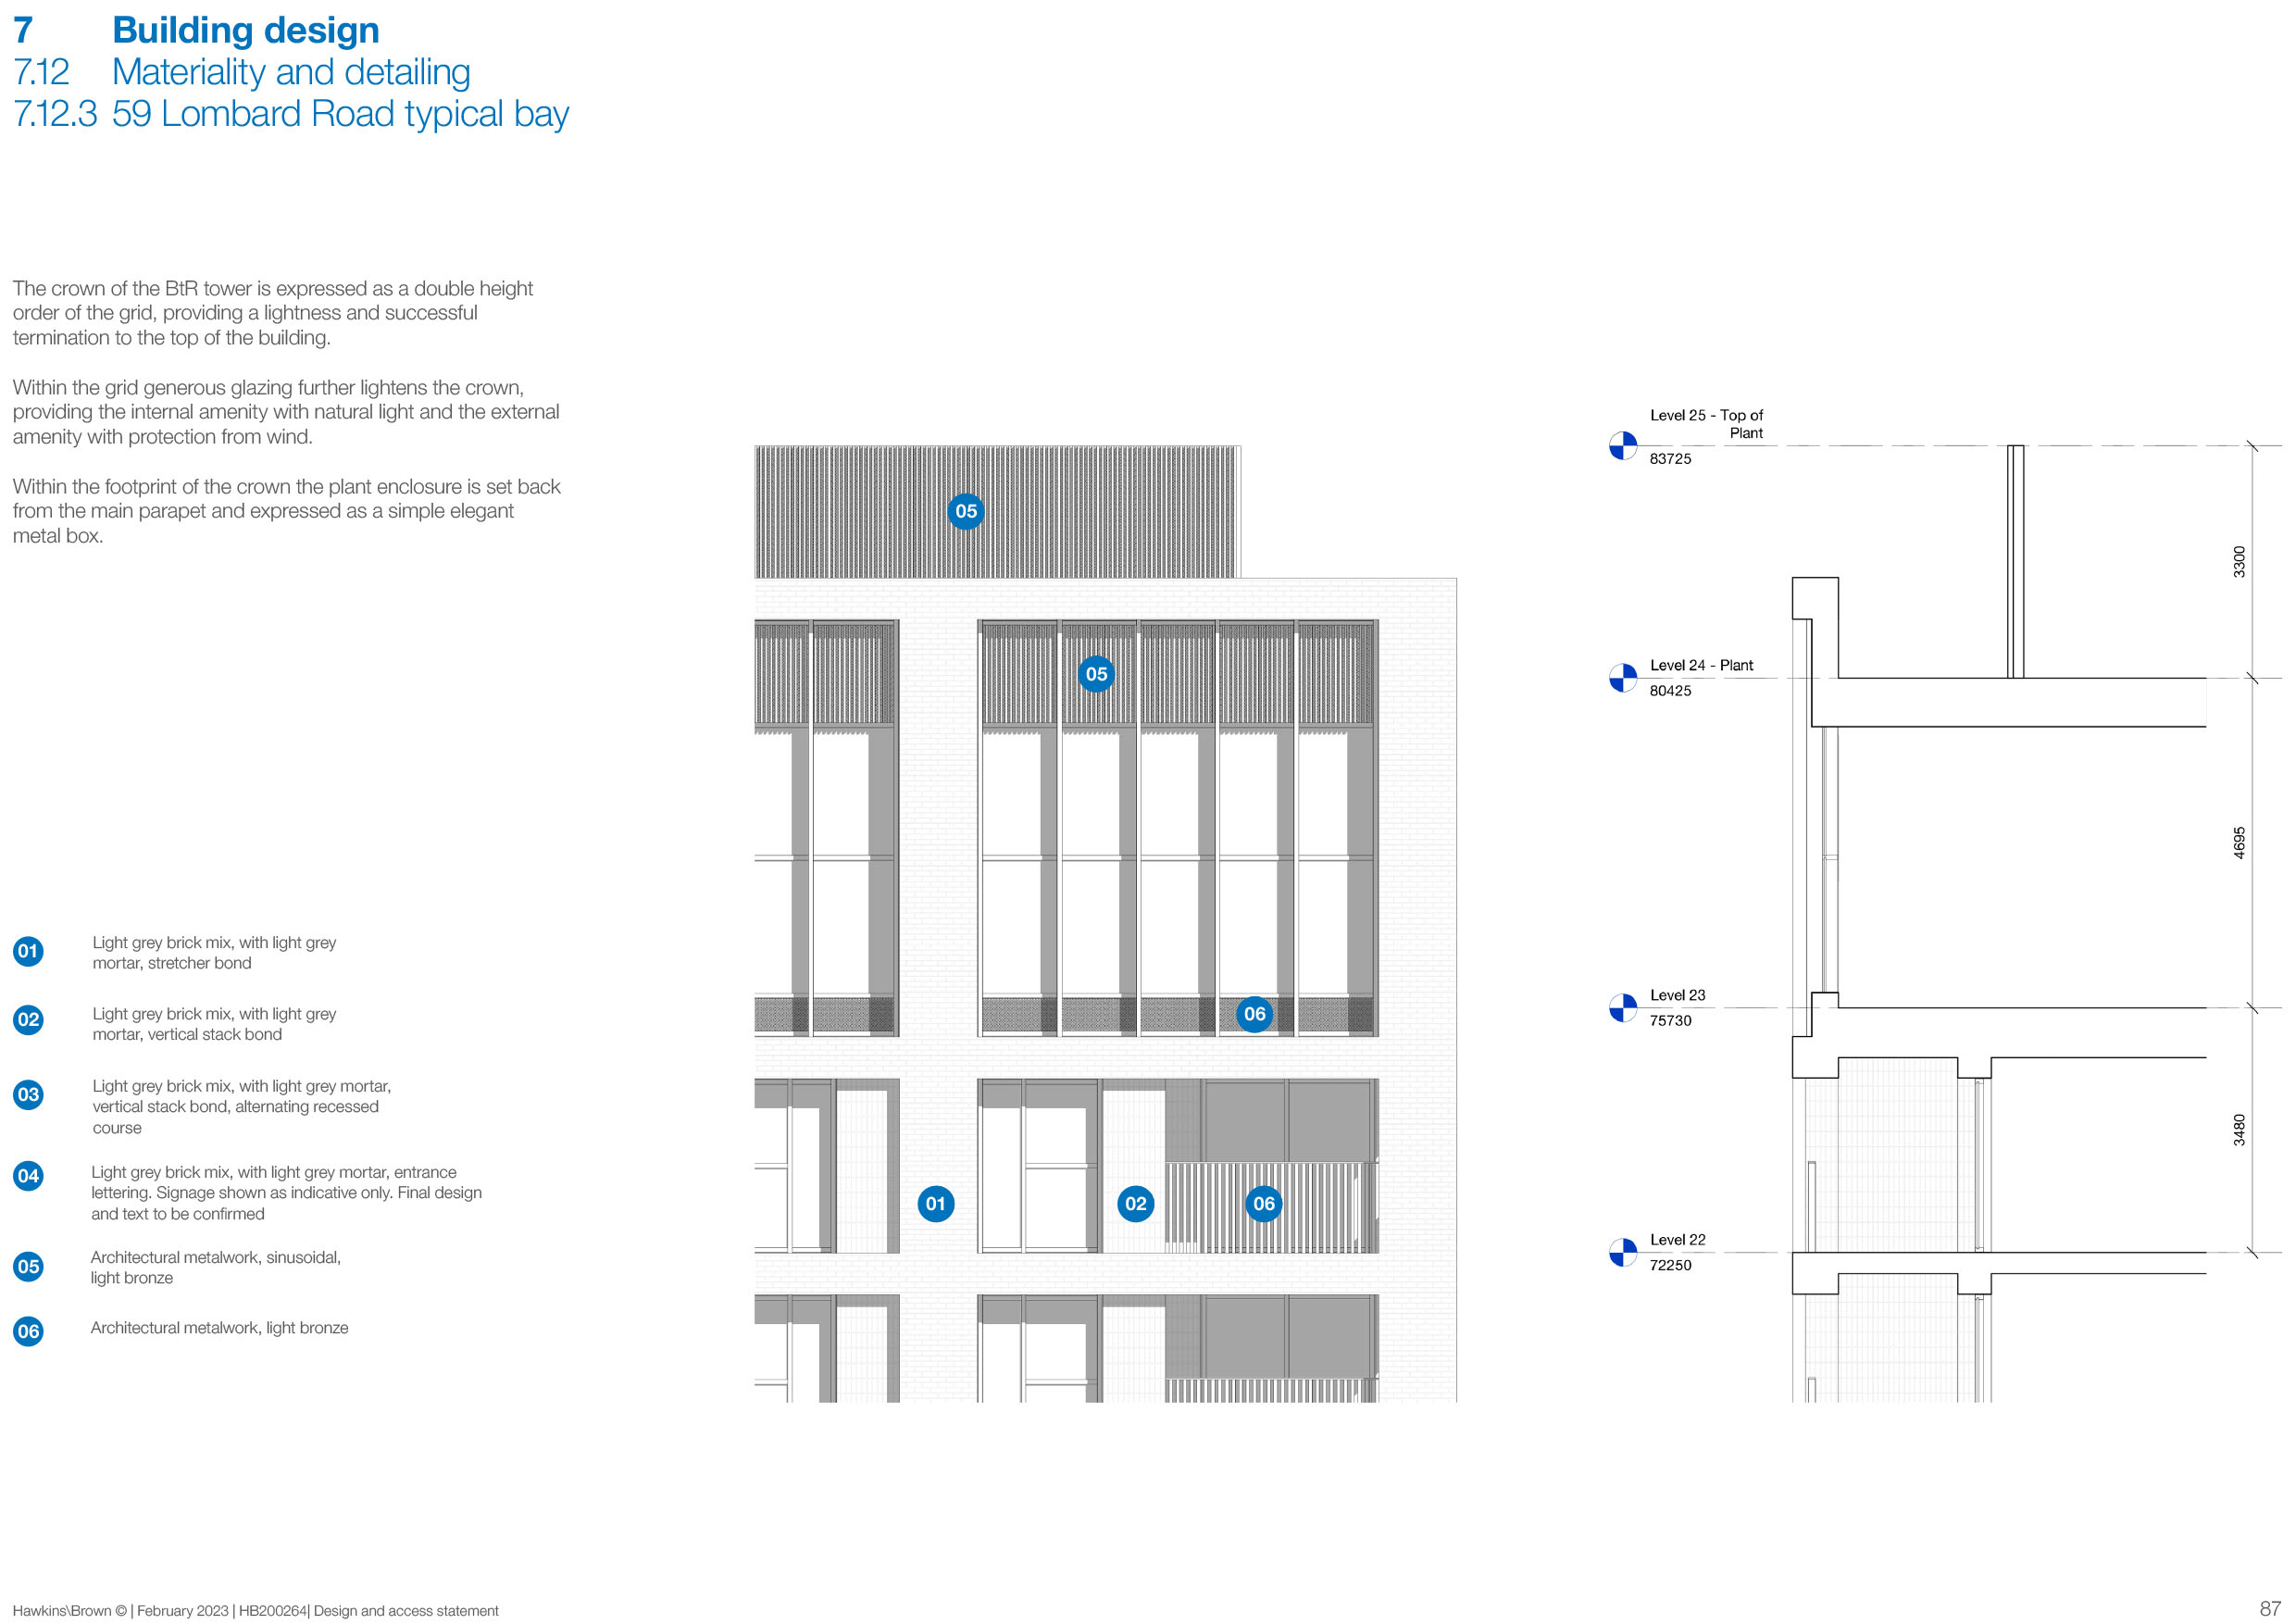 7 Building design
7.12 Materiality and detailing
7.12.3 59 Lombard Road typical bay
The crown of the BtR tower is expressed as a double height
order of the grid, providing a lightness and successful
termination to the top of the building.
Within the grid generous glazing further lightens the crown,
providing the internal amenity with natural light and the external
amenity with protection from wind.
Within the footprint of the crown the plant enclosure is set back
from the main parapet and expressed as a simple elegant
metal box.
01 Light grey brick mix, with light grey
mortar, stretcher bond
02 Light grey brick mix, with light grey
mortar, vertical stack bond
03 Light grey brick mix, with light grey mortar,
vertical stack bond, alternating recessed
course
04 Light grey brick mix, with light grey mortar, entrance
lettering. Signage shown as indicative only. Final design
and text to be confirmed
05 Architectural metalwork, sinusoidal,
light bronze
06 Architectural metalwork, light bronze
05
05
06
01
02
06
Level 25 - Top of
Plant
83725
3300
Level 24 - Plant
80425
4695
Level 23
75730
3480
Level 22
72250
Hawkins\Brown © | February 2023 | HB200264| Design and access statement
87